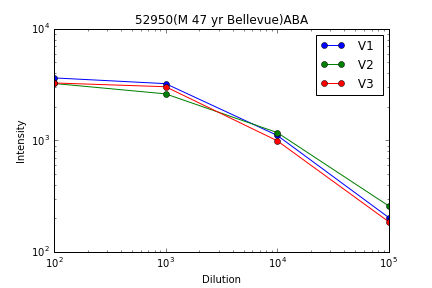 52950(M 47 yr Bellevue)ABA
10^4
10^3
10^2
Intensity
V1
V2
V3
10^2
10^3
10^4
10^5
Dilution